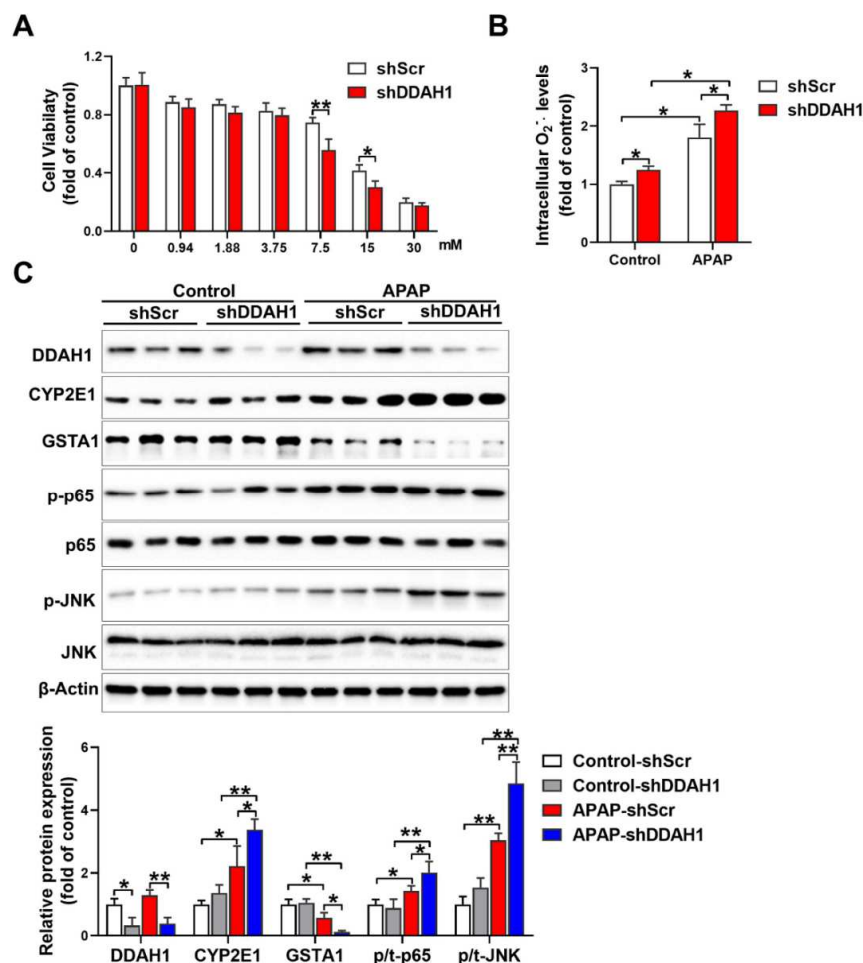 A
Cell Viabilaty
(fold of control)
1.2
0.8
0.4
0.0
** *
0 0.94 1.88 3.75 7.5 15 30 mM
shScr
shDDAH1
B
Intracellular O₂⁻· levels
(fold of control)
3
2
1
0
* * * *
Control APAP
shScr
shDDAH1
C
Control APAP
shScr shDDAH1 shScr shDDAH1
DDAH1
CYP2E1
GSTA1
p-p65
p65
p-JNK
JNK
β-Actin
Relative protein expression
(fold of control)
6
4
2
0
* ** * ** * * ** * * ** * ** ** **
DDAH1 CYP2E1 GSTA1 p/t-p65 p/t-JNK
Control-shScr
Control-shDDAH1
APAP-shScr
APAP-shDDAH1